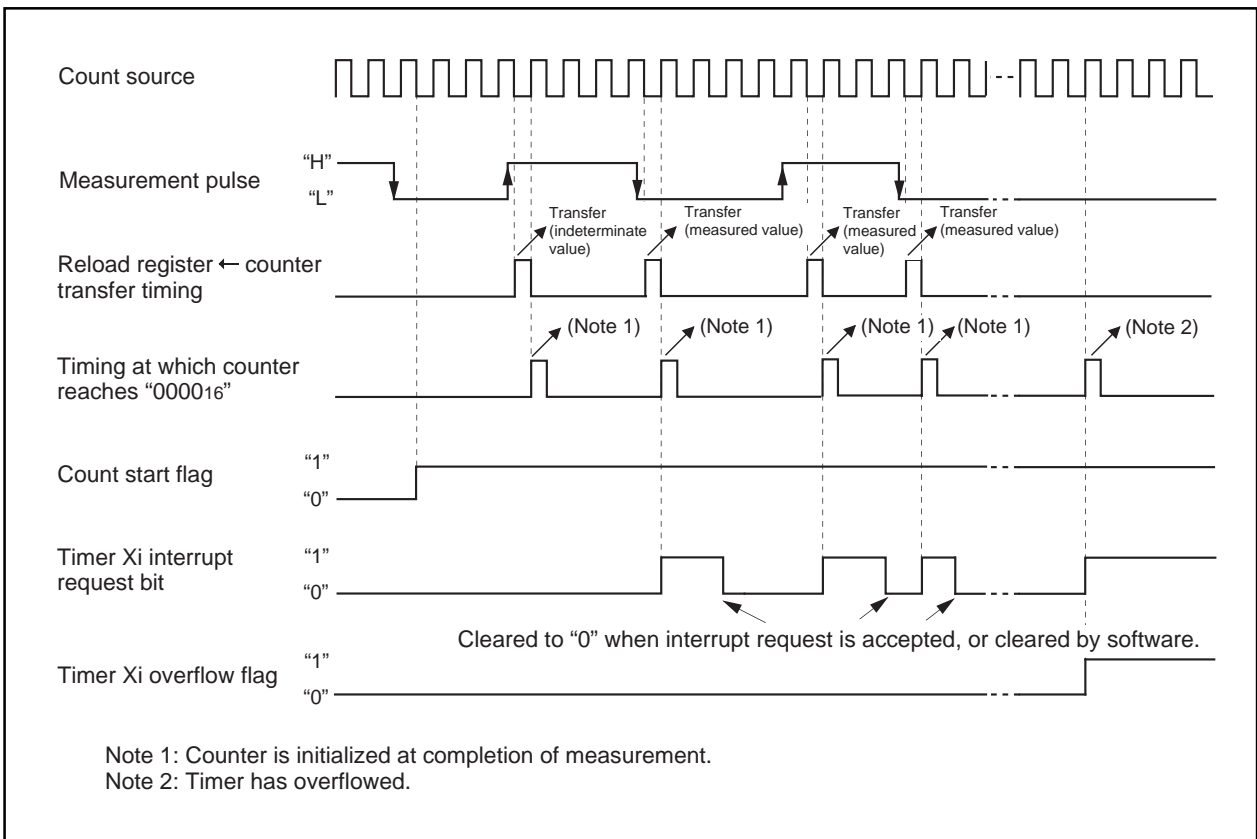 Count source
Measurement pulse
“H”
“L”
Transfer
(indeterminate
value)
Transfer
(measured value)
Transfer
(measured
value)
Transfer
(measured value)
Reload register ← counter
transfer timing
(Note 1)
(Note 1)
(Note 1)
(Note 1)
(Note 2)
Timing at which counter
reaches “000016”
Count start flag
“1”
“0”
Timer Xi interrupt
request bit
“1”
“0”
Cleared to “0” when interrupt request is accepted, or cleared by software.
Timer Xi overflow flag
“1”
“0”
Note 1: Counter is initialized at completion of measurement.
Note 2: Timer has overflowed.